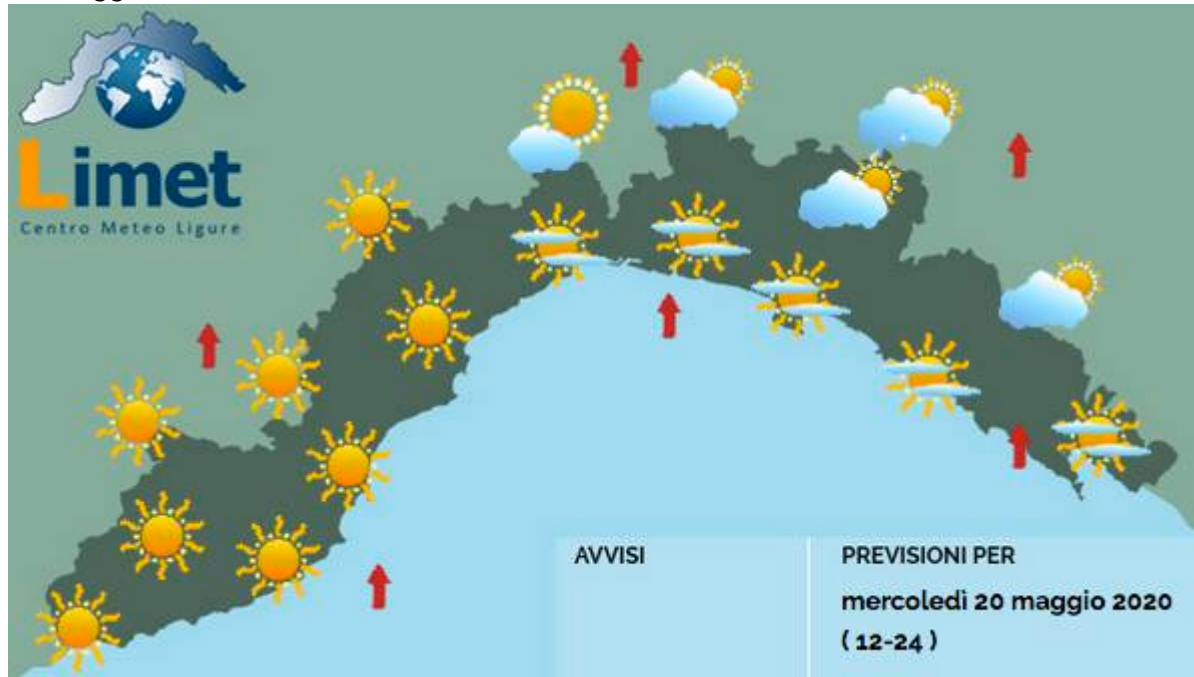 Limet
Centro Meteo Ligure
AVVISI
PREVISIONI PER
mercoledì 20 maggio 2020
( 12-24 )